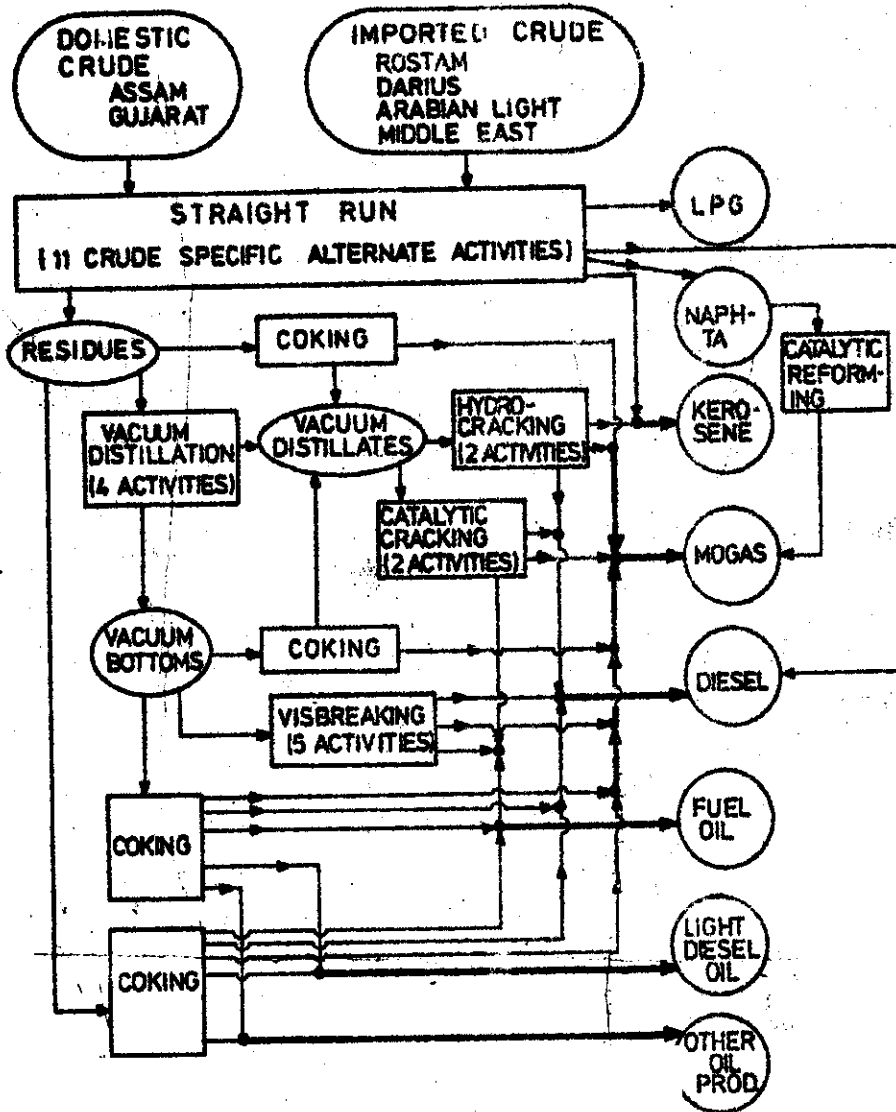 DOMESTIC
CRUDE
ASSAM
GUJARAT
IMPORTED CRUDE
ROSTAM
DARIUS
ARABIAN LIGHT
MIDDLE EAST
STRAIGHT RUN
(11 CRUDE SPECIFIC ALTERNATE ACTIVITIES)
LPG
NAPH-
TA
CATALYTIC
REFORM-
ING
RESIDUES
COKING
VACUUM
DISTILLATION
(4 ACTIVITIES)
VACUUM
DISTILLATES
HYDRO-
CRACKING
(2 ACTIVITIES)
KERO-
SENE
CATALYTIC
CRACKING
(2 ACTIVITIES)
MOGAS
VACUUM
BOTTOMS
COKING
DIESEL
VISBREAKING
(5 ACTIVITIES)
COKING
FUEL
OIL
COKING
LIGHT
DIESEL
OIL
OTHER
OIL
PROD.